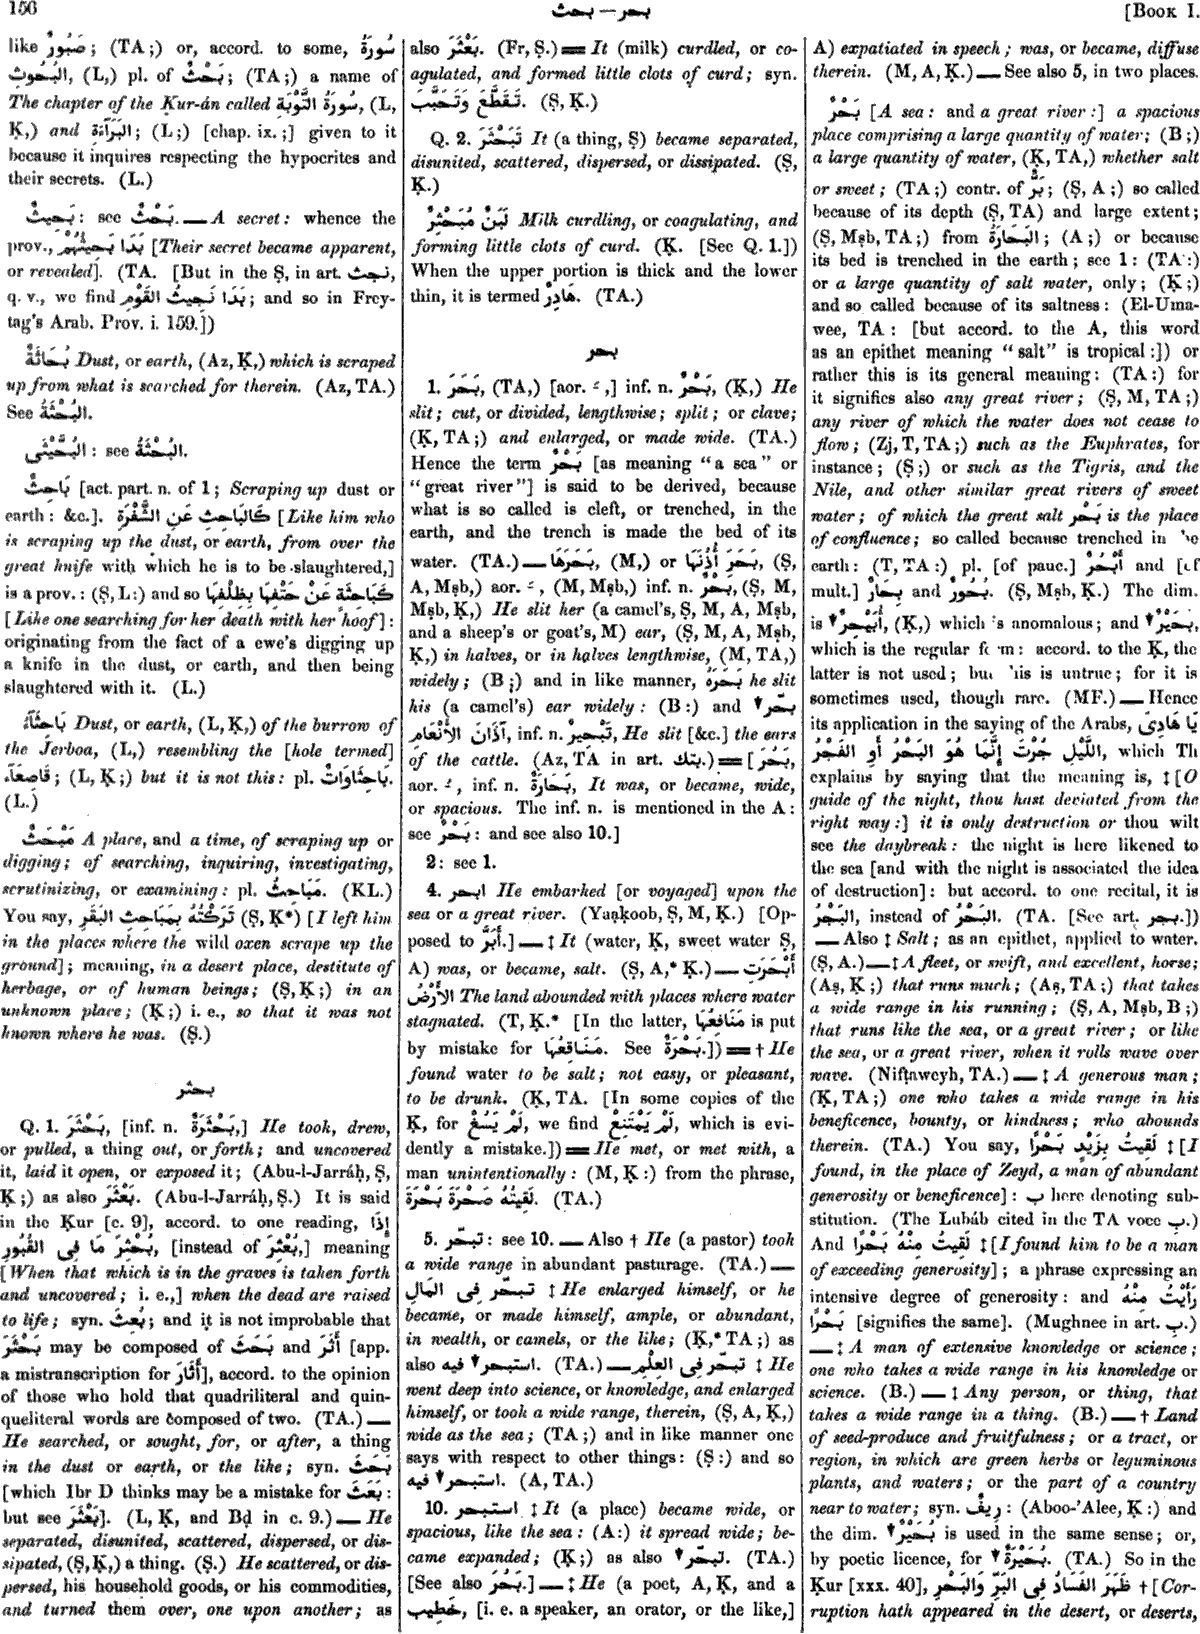 156
بحث — بحر
[Book I.
like صَبُورٌ; (TA;) or, accord. to some, سُورَةُ
البُحُوثِ, (L,) pl. of بَحْثٌ; (TA;) a name of
The chapter of the Ḳur-án called سُورَةُ التَّوْبَةِ, (L,
Ḳ,) and البَرَآءَة; (L;) [chap. ix.;] given to it
because it inquires respecting the hypocrites and
their secrets. (L.)
بَحِيثٌ: see بَحْثٌ. — A secret: whence the
prov., بَدَا بَحِيثُهُمْ [Their secret became apparent,
or revealed]. (TA. [But in the Ṣ, in art. نجث,
q. v., we find بَدَا نَجِيثُ القَوْمِ; and so in Frey-
tag's Arab. Prov. i. 159.])
بُحَاثَةٌ Dust, or earth, (Az, Ḳ,) which is scraped
up from what is searched for therein. (Az, TA.)
See البُحْثَةُ.
البُحَّيْثَى: see البُحْثَةُ.
بَاحِثٌ [act. part. n. of 1; Scraping up dust or
earth: &c.]. كَالبَاحِثِ عَنِ الشَّفْرَةِ [Like him who
is scraping up the dust, or earth, from over the
great knife with which he is to be slaughtered,]
is a prov.: (Ṣ, L:) and so كَبَاحِثَةٍ عَنْ حَتْفِهَا بِظِلْفِهَا
[Like one searching for her death with her hoof]:
originating from the fact of a ewe's digging up
a knife in the dust, or earth, and then being
slaughtered with it. (L.)
بَاحِثَآءُ Dust, or earth, (L, Ḳ,) of the burrow of
the Jerboa, (L,) resembling the [hole termed]
قَاصِعَآء; (L, Ḳ;) but it is not this: pl. بَاحِثَاوَاتٌ.
(L.)
مَبْحَثٌ A place, and a time, of scraping up or
digging; of searching, inquiring, investigating,
scrutinizing, or examining: pl. مَبَاحِثُ. (KL.)
You say, تَرَكْتُهُ بِمَبَاحِثِ البَقَرِ (Ṣ, Ḳ*) [I left him
in the places where the wild oxen scrape up the
ground]; meaning, in a desert place, destitute of
herbage, or of human beings; (Ṣ, Ḳ;) in an
unknown place; (Ḳ;) i. e., so that it was not
known where he was. (Ṣ.)
بحثر
Q. 1. بَحْثَرَ, [inf. n. بَحْثَرَةٌ,] He took, drew,
or pulled, a thing out, or forth; and uncovered
it, laid it open, or exposed it; (Abu-l-Jarráḥ, Ṣ,
Ḳ;) as also بَعْثَرَ. (Abu-l-Jarráḥ, Ṣ.) It is said
in the Ḳur [c. 9], accord. to one reading, إِذَا
بُحْثِرَ مَا فِى القُبُورِ, [instead of بُعْثِرَ,] meaning
[When that which is in the graves is taken forth
and uncovered; i. e.,] when the dead are raised
to life; syn. بُعِثَ; and it is not improbable that
بَحْثَرَ may be composed of بَحَثَ and أَثَرَ [app.
a mistranscription for أَثَارَ], accord. to the opinion
of those who hold that quadriliteral and quin-
queliteral words are composed of two. (TA.) —
He searched, or sought, for, or after, a thing
in the dust or earth, or the like; syn. بَحَثَ
[which Ibr D thinks may be a mistake for بَعَثَ:
but see بَعْثَرَ]. (L, Ḳ, and Bḍ in c. 9.) — He
separated, disunited, scattered, dispersed, or dis-
sipated, (Ṣ, Ḳ,) a thing. (Ṣ.) He scattered, or dis-
persed, his household goods, or his commodities,
and turned them over, one upon another; as
also بَعْثَرَ. (Fr, Ṣ.) = It (milk) curdled, or co-
agulated, and formed little clots of curd; syn.
تَقَطَّعَ وَتَحَبَّبَ. (Ṣ, Ḳ.)
Q. 2. تَبَحْثَرَ It (a thing, Ṣ) became separated,
disunited, scattered, dispersed, or dissipated. (Ṣ,
Ḳ.)
لَبَنٌ مُبَحْثِرٌ Milk curdling, or coagulating, and
forming little clots of curd. (Ḳ. [See Q. 1.])
When the upper portion is thick and the lower
thin, it is termed هَادِرٌ. (TA.)
بحر
1. بَحَرَ, (TA,) [aor. ـَ ,] inf. n. بَحْرٌ, (Ḳ,) He
slit; cut, or divided, lengthwise; split; or clave;
(Ḳ, TA;) and enlarged, or made wide. (TA.)
Hence the term بَحْرٌ [as meaning "a sea" or
"great river"] is said to be derived, because
what is so called is cleft, or trenched, in the
earth, and the trench is made the bed of its
water. (TA.) — بَحَرَهَا, (M,) or بَحَرَ أُذُنَهَا, (Ṣ,
A, Mṣb,) aor. ـَ , (M, Mṣb,) inf. n. بَحْرٌ, (Ṣ, M,
Mṣb, Ḳ,) He slit her (a camel's, Ṣ, M, A, Mṣb,
and a sheep's or goat's, M) ear, (Ṣ, M, A, Mṣb,
Ḳ,) in halves, or in halves lengthwise, (M, TA,)
widely; (B;) and in like manner, بَحَرَهُ he slit
his (a camel's) ear widely: (B:) and ▼ بحّر
آذَانَ الأَنْعَامِ, inf. n. تَبْحِيرٌ, He slit [&c.] the ears
of the cattle. (Az, TA in art. بتك.) = [بَحُرَ,
aor. ـُ , inf. n. بَحَارَةٌ, It was, or became, wide,
or spacious. The inf. n. is mentioned in the A:
see بَحْرٌ: and see also 10.]
2: see 1.
4. ابحر He embarked [or voyaged] upon the
sea or a great river. (Yaạḳoob, Ṣ, M, Ḳ.) [Op-
posed to أَبَرَّ.] — ‡ It (water, Ḳ, sweet water Ṣ,
A) was, or became, salt. (Ṣ, A,* Ḳ.) — أَبْحَرَتِ
الأَرْضُ The land abounded with places where water
stagnated. (T, Ḳ.* [In the latter, مَنَافِعُهَا is put
by mistake for مَنَاقِعُهَا. See بَحْرَةٌ.]) = † He
found water to be salt; not easy, or pleasant,
to be drunk. (Ḳ, TA. [In some copies of the
Ḳ, for لَمْ يَسُغْ, we find لَمْ يَمْتَنِعْ, which is evi-
dently a mistake.]) = He met, or met with, a
man unintentionally: (M, Ḳ:) from the phrase,
لَقِيتُهُ صَحْرَةَ بَحْرَةَ. (TA.)
5. تبحّر: see 10. — Also † He (a pastor) took
a wide range in abundant pasturage. (TA.) —
تبحّر فِى المَالِ ‡ He enlarged himself, or he
became, or made himself, ample, or abundant,
in wealth, or camels, or the like; (Ḳ,* TA;) as
also ▼ استبحر فيه. (TA.) — تبحّر فِى العِلْمِ ‡ He
went deep into science, or knowledge, and enlarged
himself, or took a wide range, therein, (Ṣ, A, Ḳ,)
wide as the sea; (TA;) and in like manner one
says with respect to other things: (Ṣ:) and so
▼ استبحر فيه. (A, TA.)
10. استبحر ‡ It (a place) became wide, or
spacious, like the sea: (A:) it spread wide; be-
came expanded; (Ḳ;) as also ▼ تبحّر. (TA.)
[See also بَحُرَ.] — ‡ He (a poet, A, Ḳ, and a
خَطِيب, [i. e. a speaker, an orator, or the like,]
A) expatiated in speech; was, or became, diffuse
therein. (M, A, Ḳ.) — See also 5, in two places.
بَحْرٌ [A sea: and a great river:] a spacious
place comprising a large quantity of water; (B;)
a large quantity of water, (Ḳ, TA,) whether salt
or sweet; (TA;) contr. of بَرٌّ; (Ṣ, A;) so called
because of its depth (Ṣ, TA) and large extent;
(Ṣ, Mṣb, TA;) from البَحَارَةُ; (A;) or because
its bed is trenched in the earth; see 1: (TA:)
or a large quantity of salt water, only; (Ḳ;)
and so called because of its saltness: (El-Uma-
wee, TA: [but accord. to the A, this word
as an epithet meaning "salt" is tropical:]) or
rather this is its general meaning: (TA:) for
it signifies also any great river; (Ṣ, M, TA;)
any river of which the water does not cease to
flow; (Zj, T, TA;) such as the Euphrates, for
instance; (Ṣ;) or such as the Tigris, and the
Nile, and other similar great rivers of sweet
water; of which the great salt بَحْر is the place
of confluence; so called because trenched in
earth: (T, TA:) pl. [of pauc.] أَبْحُرٌ and [of
mult.] بِحَارٌ and بُحُورٌ. (Ṣ, Mṣb, Ḳ.) The dim.
is ▼ أُبَيْحِرٌ, (Ḳ,) which is anomalous; and ▼ بُحَيْرٌ,
which is the regular form: accord. to the Ḳ, the
latter is not used; but this is untrue; for it is
sometimes used, though rare. (MF.) — Hence
its application in the saying of the Arabs, يَا هَادِىَ
اللَّيْلِ جُرْتَ إِنَّمَا هُوَ البَحْرُ أَوِ الفَجْرُ, which Th
explains by saying that the meaning is, ‡ [O
guide of the night, thou hast deviated from the
right way:] it is only destruction or thou wilt
see the daybreak: the night is here likened to
the sea [and with the night is associated the idea
of destruction]: but accord. to one recital, it is
البَجْرُ, instead of البَحْرُ. (TA. [See art. بجر.])
— Also ‡ Salt; as an epithet, applied to water.
(Ṣ, A.) — ‡ A fleet, or swift, and excellent, horse;
(Aṣ, Ḳ;) that runs much; (Aṣ, TA;) that takes
a wide range in his running; (Ṣ, A, Mṣb, B;)
that runs like the sea, or a great river; or like
the sea, or a great river, when it rolls wave over
wave. (Nifṭaweyh, TA.) — ‡ A generous man;
(Ḳ, TA;) one who takes a wide range in his
beneficence, bounty, or kindness; who abounds
therein. (TA.) You say, لَقِيتُ بِزَيْدٍ بَحْرًا ‡ [I
found, in the place of Zeyd, a man of abundant
generosity or beneficence]: ب here denoting sub-
stitution. (The Lubáb cited in the TA voce ب.)
And لَقِيتُ مِنْهُ بَحْرًا ‡ [I found him to be a man
of exceeding generosity]; a phrase expressing an
intensive degree of generosity: and رَأَيْتُ مِنْهُ
بَحْرًا [signifies the same]. (Mughnee in art. ب.)
— ‡ A man of extensive knowledge or science;
one who takes a wide range in his knowledge or
science. (B.) — ‡ Any person, or thing, that
takes a wide range in a thing. (B.) — † Land
of seed-produce and fruitfulness; or a tract, or
region, in which are green herbs or leguminous
plants, and waters; or the part of a country
near to water; syn. رِيفٌ: (Aboo-'Alee, Ḳ:) and
the dim. ▼ بُحَيْرٌ is used in the same sense; or,
by poetic licence, for ▼ بُحَيْرَةٌ. (TA.) So in the
Ḳur [xxx. 40], ظَهَرَ الفَسَادُ فِى البَرِّ وَالبَحْرِ † [Cor-
ruption hath appeared in the desert, or deserts,